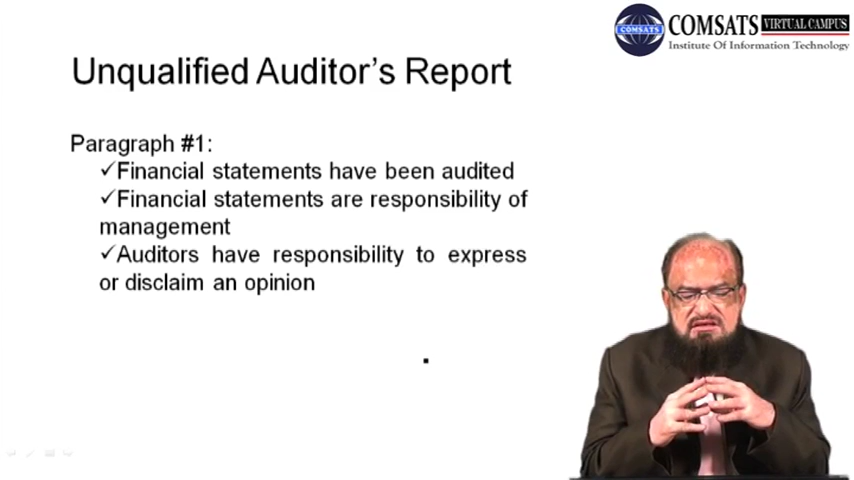 COMSATS VIRTUAL CAMPUS
COMSATS
Institute Of Information Technology
Unqualified Auditor's Report
Paragraph #1:
✓Financial statements have been audited
✓Financial statements are responsibility of
management
✓Auditors have responsibility to express
or disclaim an opinion